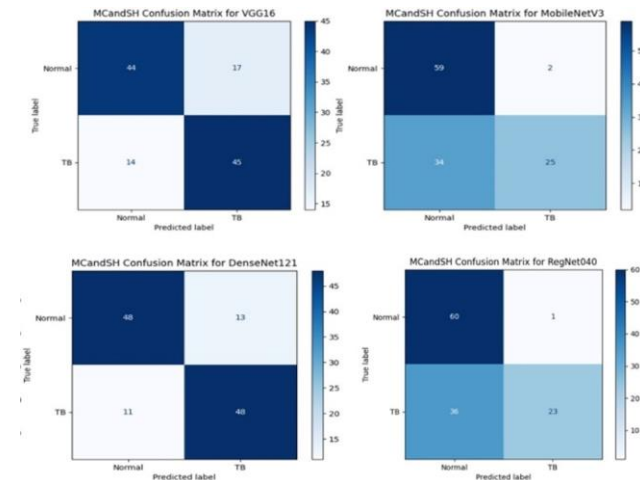 MCandSH Confusion Matrix for VGG16
45
40
35
30
25
20
15
Normal
TB
True label
44
17
14
45
Normal
TB
Predicted label
MCandSH Confusion Matrix for MobileNetV3
Normal
TB
True label
59
2
34
25
Normal
TB
Predicted label
MCandSH Confusion Matrix for DenseNet121
45
40
35
30
25
20
15
Normal
TB
True label
48
13
11
48
Normal
TB
Predicted label
MCandSH Confusion Matrix for RegNet040
60
50
40
30
20
10
Normal
TB
True label
60
1
36
23
Normal
TB
Predicted label